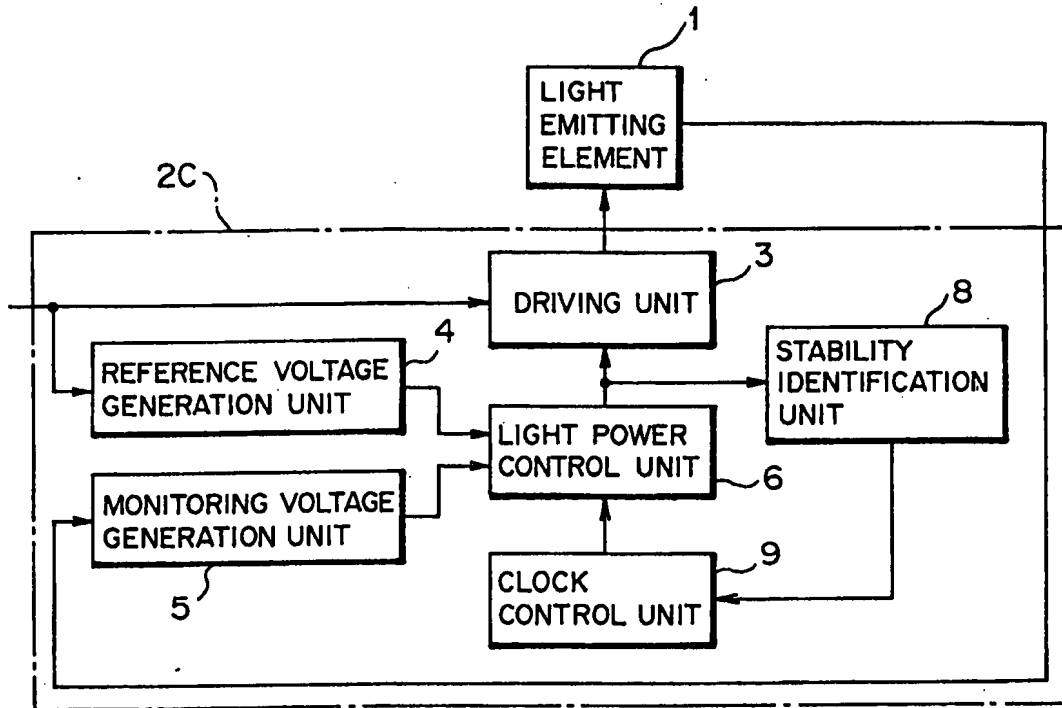 1
LIGHT
EMITTING
ELEMENT
2C
3
DRIVING UNIT
8
STABILITY
IDENTIFICATION
UNIT
4
REFERENCE VOLTAGE
GENERATION UNIT
LIGHT POWER
CONTROL UNIT
6
MONITORING VOLTAGE
GENERATION UNIT
5
9
CLOCK
CONTROL UNIT